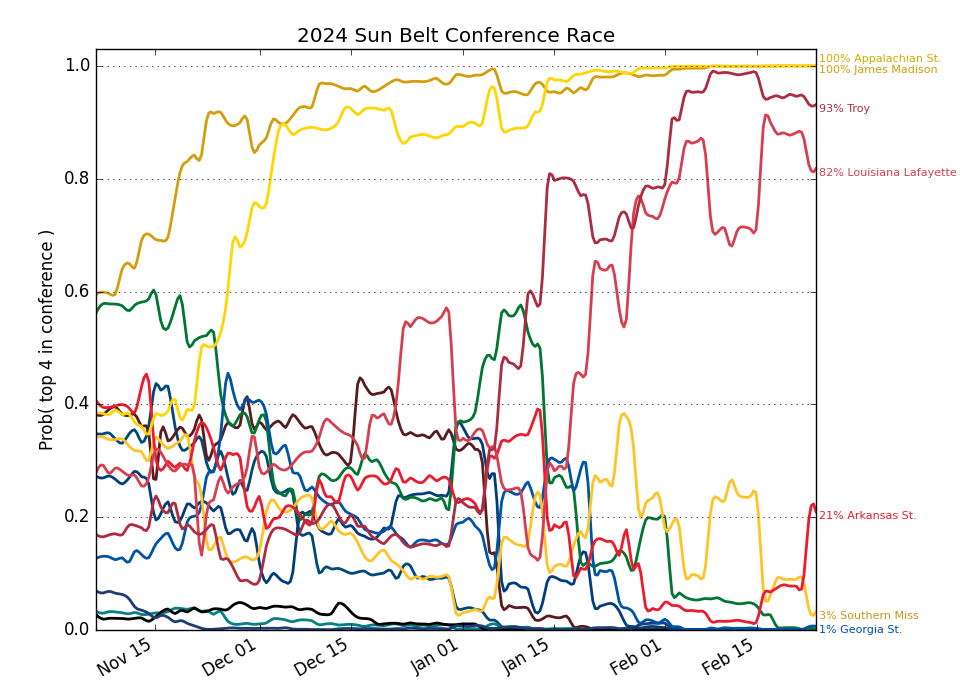 2024 Sun Belt Conference Race
Prob( top 4 in conference )
1.0
0.8
0.6
0.4
0.2
0.0
Nov 15
Dec 01
Dec 15
Jan 01
Jan 15
Feb 01
Feb 15
100% Appalachian St.
100% James Madison
93% Troy
82% Louisiana Lafayette
21% Arkansas St.
3% Southern Miss
1% Georgia St.